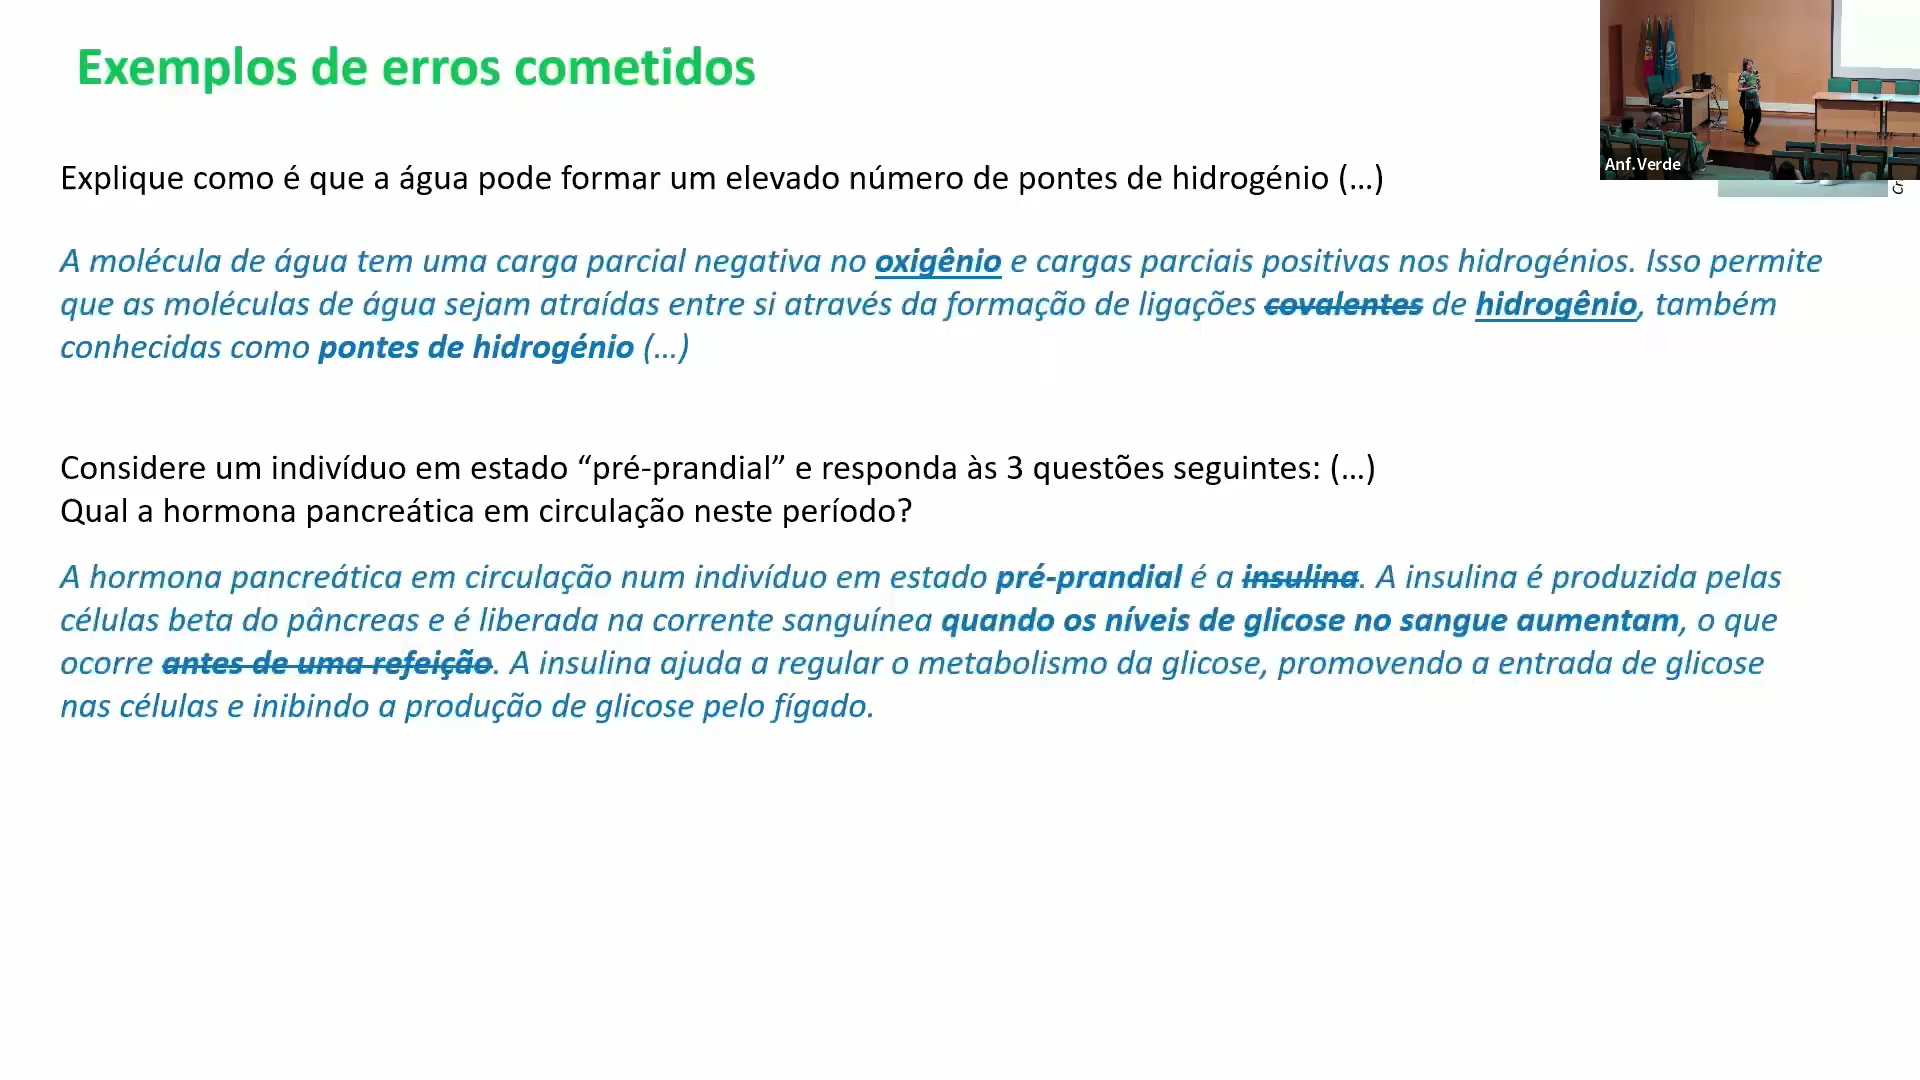 Exemplos de erros cometidos
Anf.Verde
Explique como é que a água pode formar um elevado número de pontes de hidrogénio (...)
Cr
A molécula de água tem uma carga parcial negativa no oxigênio e cargas parciais positivas nos hidrogénios. Isso permite
que as moléculas de água sejam atraídas entre si através da formação de ligações covalentes de hidrogênio, também
conhecidas como pontes de hidrogénio (...)
Considere um indivíduo em estado “pré-prandial” e responda às 3 questões seguintes: (...)
Qual a hormona pancreática em circulação neste período?
A hormona pancreática em circulação num indivíduo em estado pré-prandial é a insulina. A insulina é produzida pelas
células beta do pâncreas e é liberada na corrente sanguínea quando os níveis de glicose no sangue aumentam, o que
ocorre antes de uma refeição. A insulina ajuda a regular o metabolismo da glicose, promovendo a entrada de glicose
nas células e inibindo a produção de glicose pelo fígado.